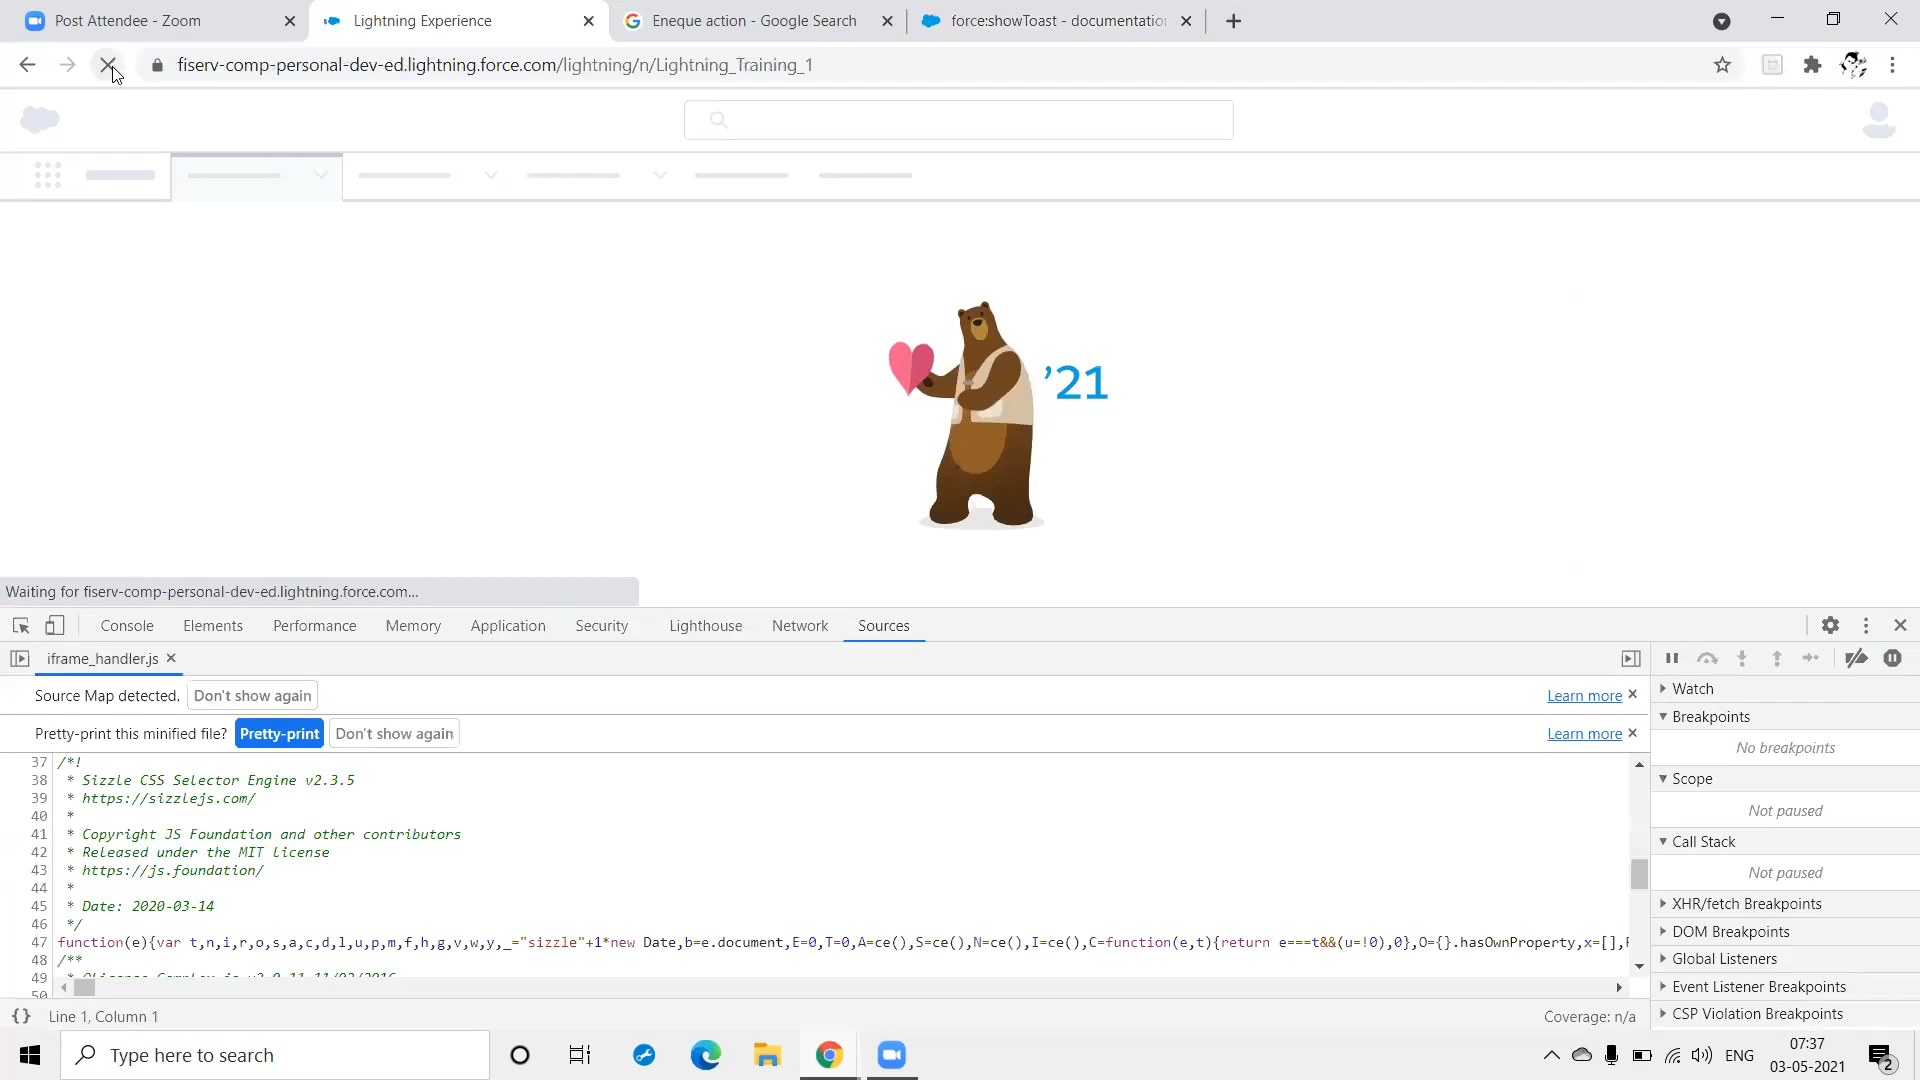 Post Attendee - Zoom
Lightning Experience
Eneque action - Google Search
force:showToast - documentatio
fiserv-comp-personal-dev-ed.lightning.force.com/lightning/n/Lightning_Training_1
’21
Waiting for fiserv-comp-personal-dev-ed.lightning.force.com...
Console Elements Performance Memory Application Security Lighthouse Network Sources
iframe_handler.js
Source Map detected. Don't show again Learn more
Pretty-print this minified file? Pretty-print Don't show again Learn more
37 /*!
38 * Sizzle CSS Selector Engine v2.3.5
39 * https://sizzlejs.com/
40 *
41 * Copyright JS Foundation and other contributors
42 * Released under the MIT license
43 * https://js.foundation/
44 *
45 * Date: 2020-03-14
46 */
47 function(e){var t,n,i,r,o,s,a,c,d,l,u,p,m,f,h,g,v,w,y,_="sizzle"+1*new Date,b=e.document,E=0,T=0,A=ce(),S=ce(),N=ce(),I=ce(),C=function(e,t){return e===t&&(u=!0),0},O={}.hasOwnProperty,x=[],
48 /**
49
50
Watch
Breakpoints
No breakpoints
Scope
Not paused
Call Stack
Not paused
XHR/fetch Breakpoints
DOM Breakpoints
Global Listeners
Event Listener Breakpoints
CSP Violation Breakpoints
{} Line 1, Column 1
Coverage: n/a
Type here to search
ENG
07:37
03-05-2021
2